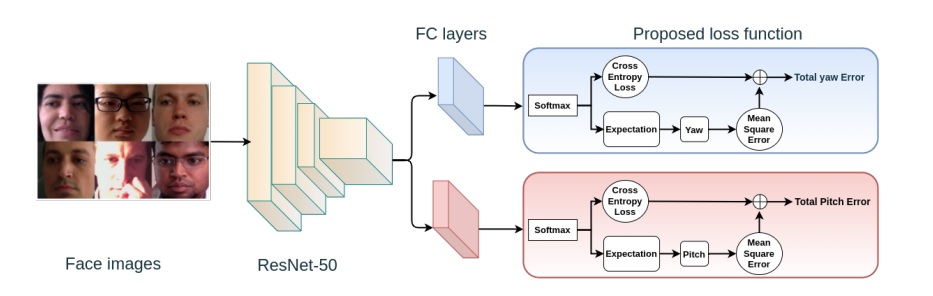 FC layers
Proposed loss function
Cross
Entropy
Loss
Total yaw Error
Softmax
Expectation
Yaw
Mean
Square
Error
Cross
Entropy
Loss
Total Pitch Error
Softmax
Expectation
Pitch
Mean
Square
Error
Face images
ResNet-50